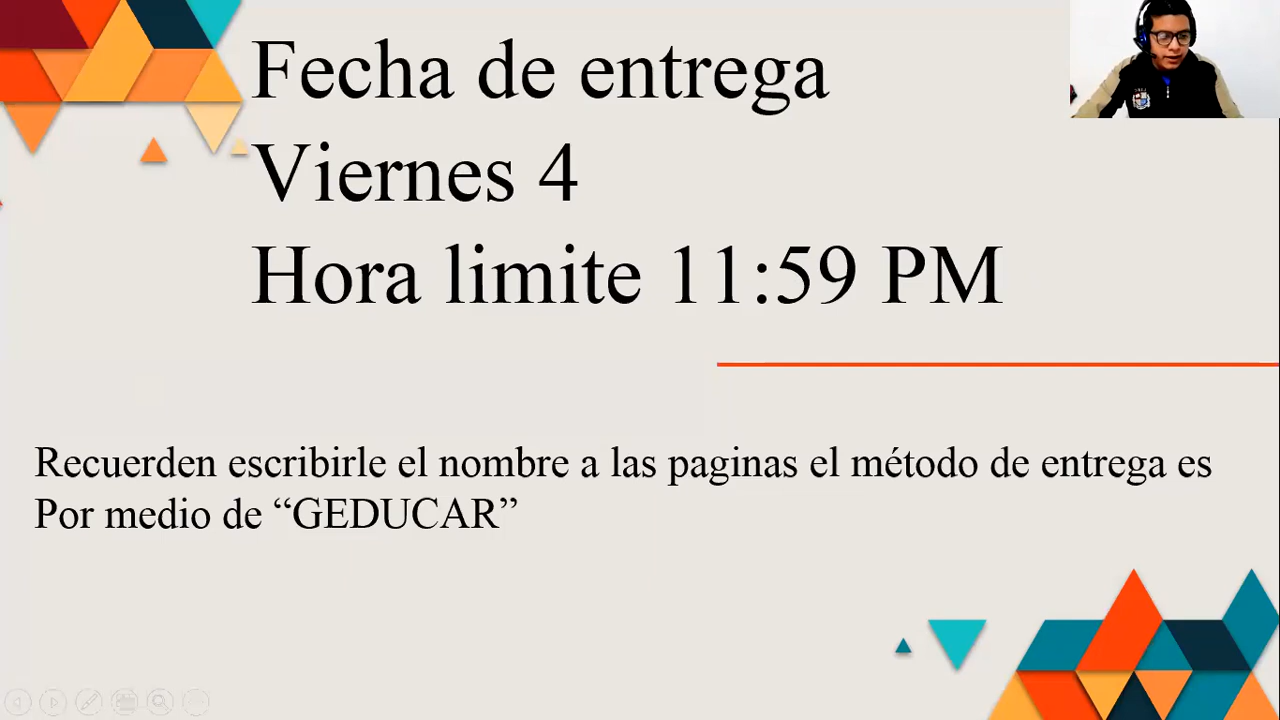 Fecha de entrega
Viernes 4
Hora limite 11:59 PM
Recuerden escribirle el nombre a las paginas el método de entrega es
Por medio de “GEDUCAR”